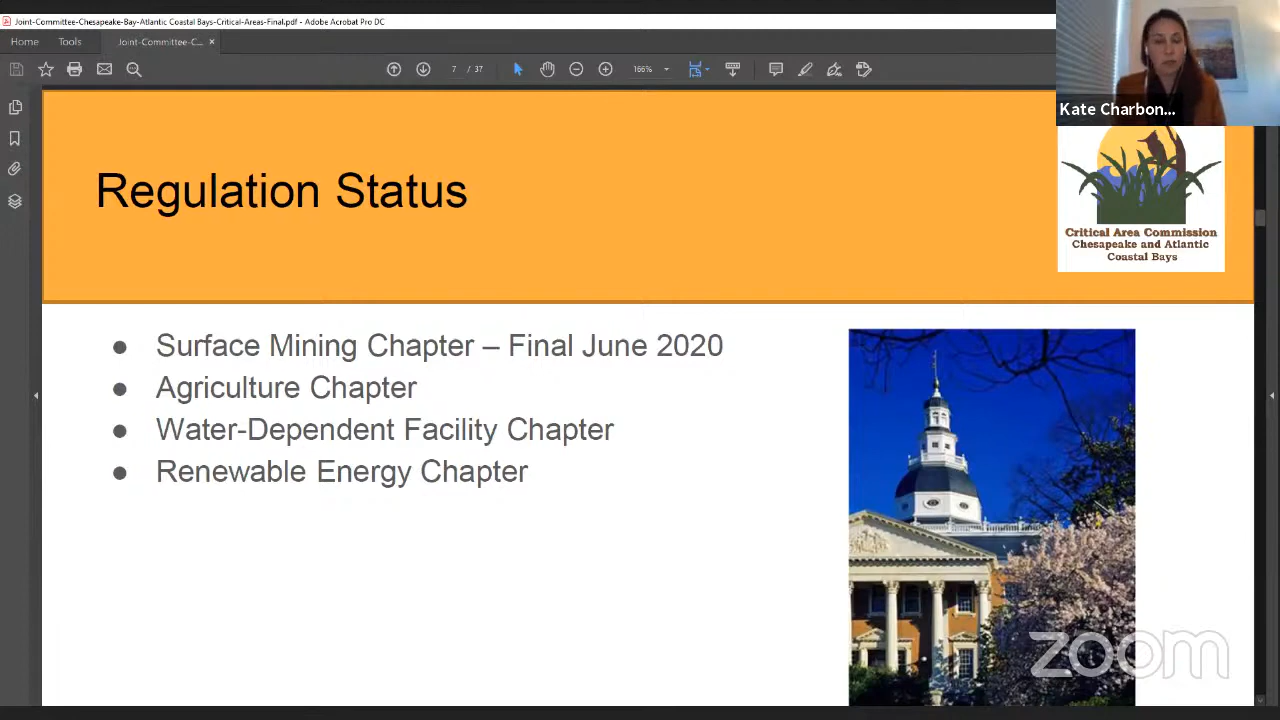 Joint-Committee-Chesapeake-Bay-Atlantic Coastal Bays-Critical-Areas-Final.pdf - Adobe Acrobat Pro DC
Home
Tools
Joint-Committee-C...
7 / 37
166%
Kate Charbon...
Regulation Status
Critical Area Commission
Chesapeake and Atlantic
Coastal Bays
● Surface Mining Chapter – Final June 2020
● Agriculture Chapter
● Water-Dependent Facility Chapter
● Renewable Energy Chapter
zoom